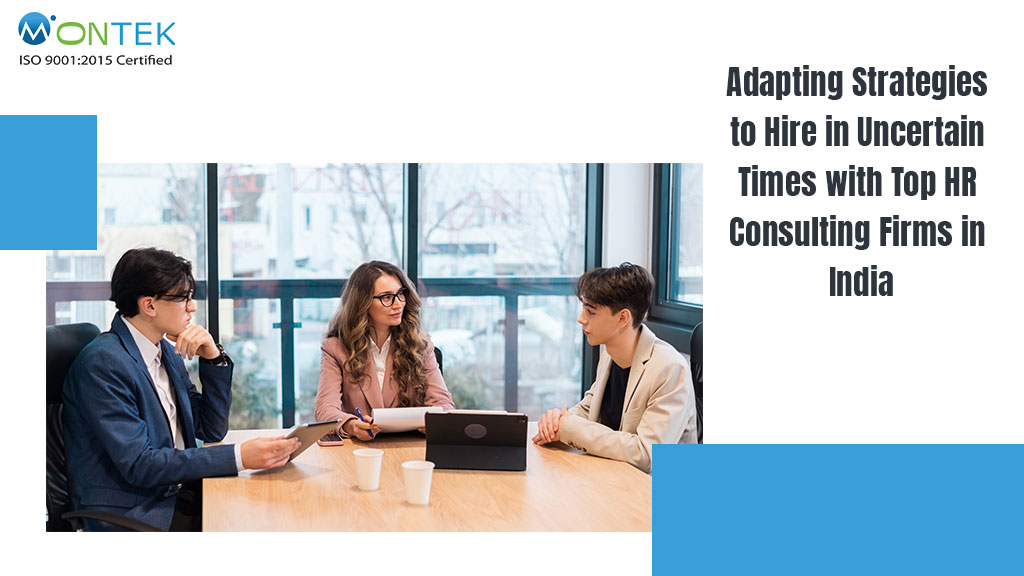 MONTEK
ISO 9001:2015 Certified
Adapting Strategies
to Hire in Uncertain
Times with Top HR
Consulting Firms in
India